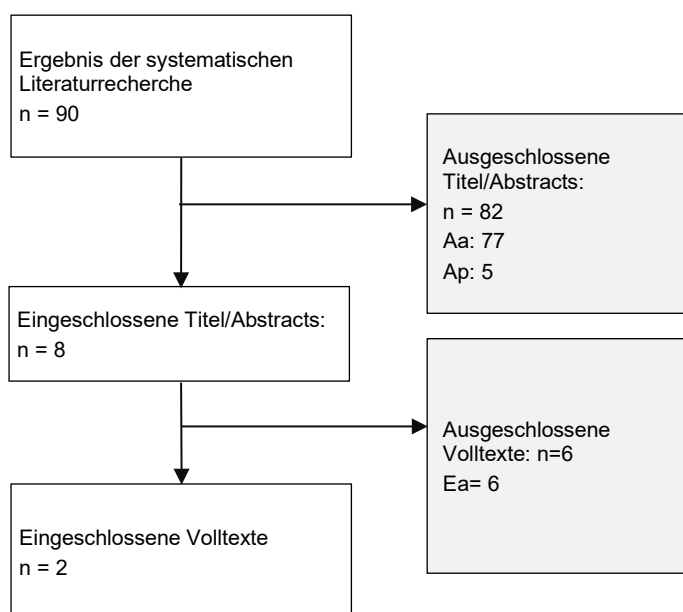 Ergebnis der systematischen
Literaturrecherche
n = 90
Ausgeschlossene
Titel/Abstracts:
n = 82
Aa: 77
Ap: 5
Eingeschlossene Titel/Abstracts:
n = 8
Ausgeschlossene
Volltexte: n=6
Ea= 6
Eingeschlossene Volltexte
n = 2